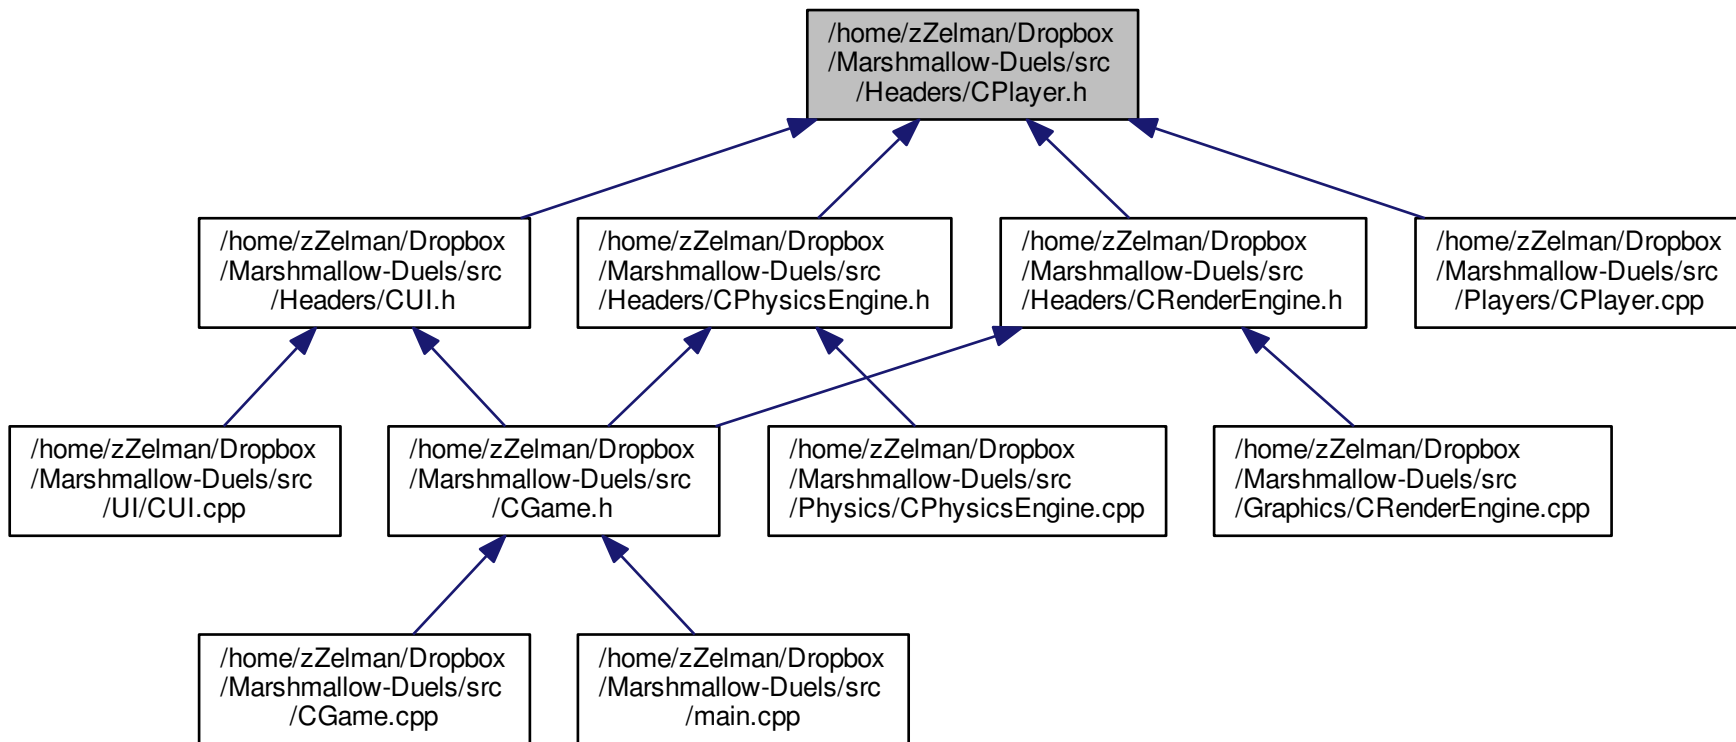 /home/zZelman/Dropbox
/Marshmallow-Duels/src
/Headers/CPlayer.h
/home/zZelman/Dropbox
/Marshmallow-Duels/src
/Headers/CUI.h
/home/zZelman/Dropbox
/Marshmallow-Duels/src
/Headers/CPhysicsEngine.h
/home/zZelman/Dropbox
/Marshmallow-Duels/src
/Headers/CRenderEngine.h
/home/zZelman/Dropbox
/Marshmallow-Duels/src
/Players/CPlayer.cpp
/home/zZelman/Dropbox
/Marshmallow-Duels/src
/UI/CUI.cpp
/home/zZelman/Dropbox
/Marshmallow-Duels/src
/CGame.h
/home/zZelman/Dropbox
/Marshmallow-Duels/src
/Physics/CPhysicsEngine.cpp
/home/zZelman/Dropbox
/Marshmallow-Duels/src
/Graphics/CRenderEngine.cpp
/home/zZelman/Dropbox
/Marshmallow-Duels/src
/CGame.cpp
/home/zZelman/Dropbox
/Marshmallow-Duels/src
/main.cpp